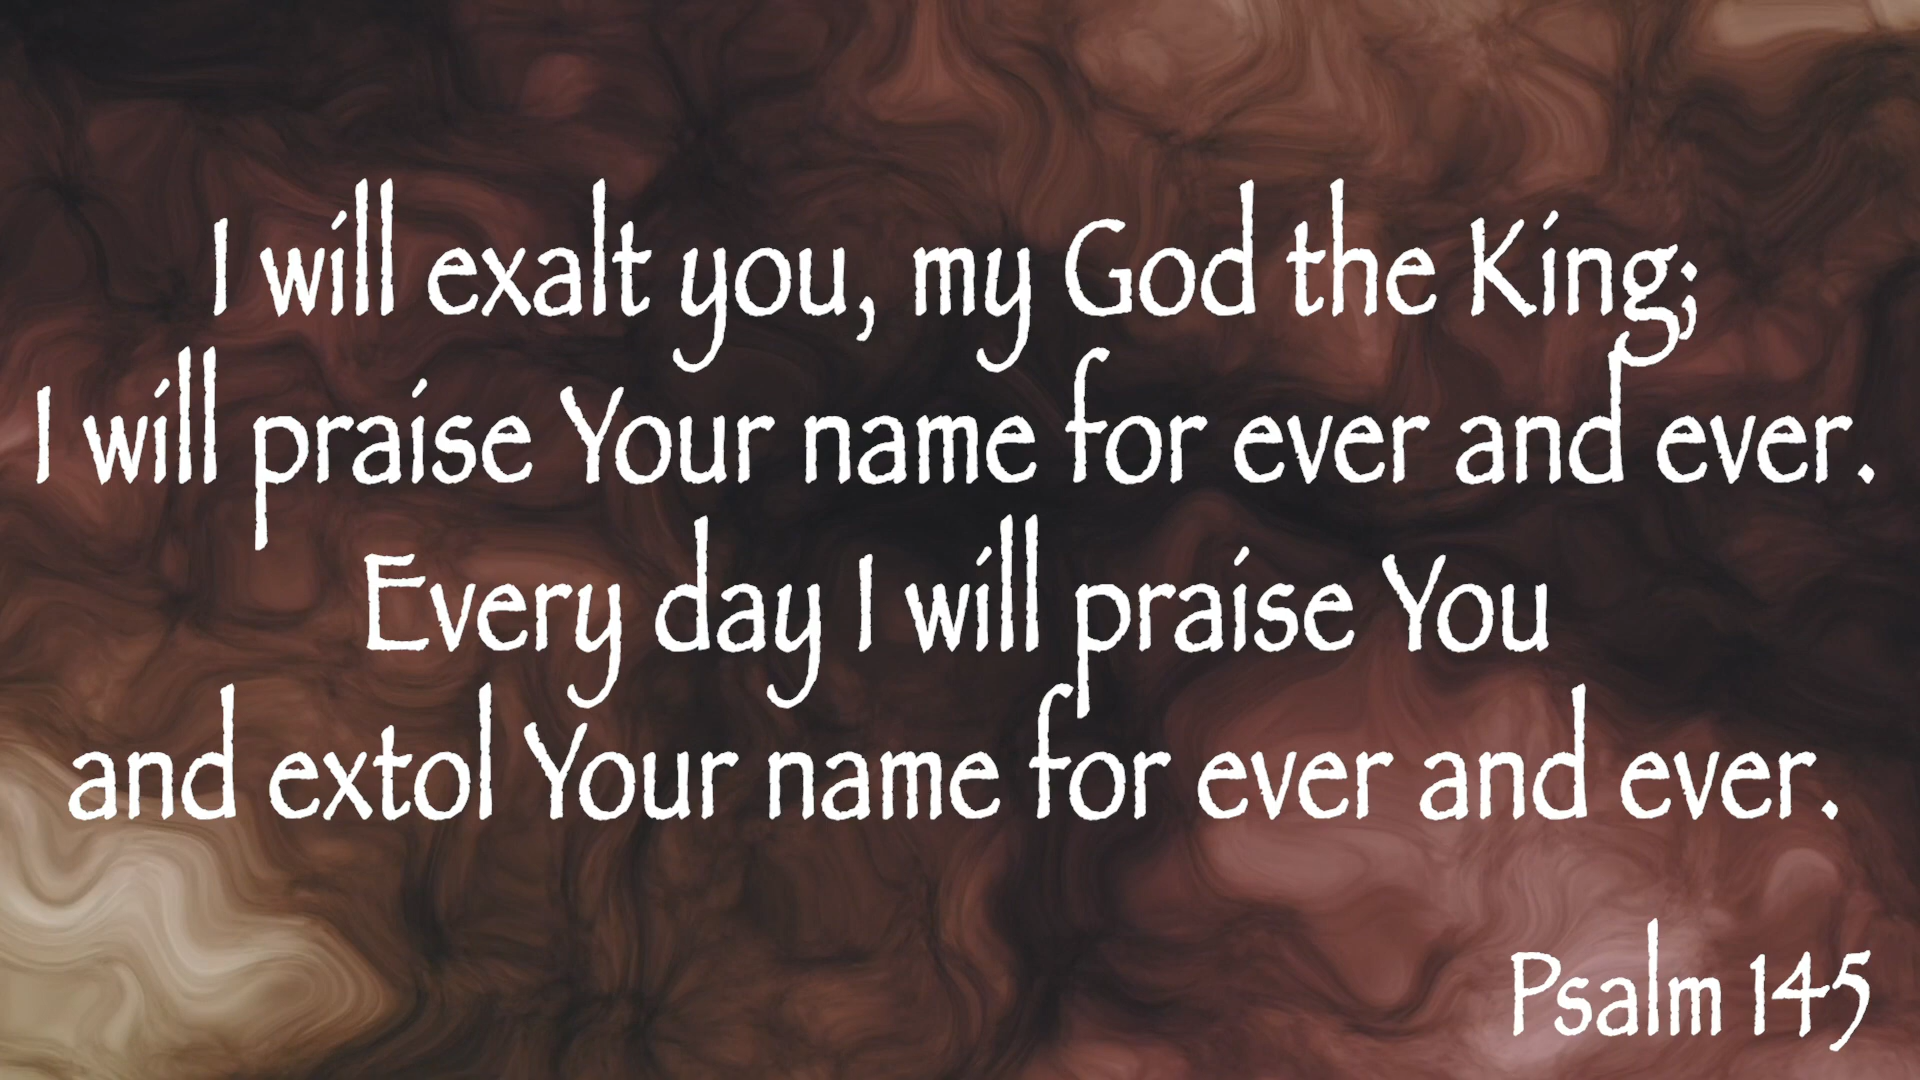 I will exalt you, my God the King;
I will praise Your name for ever and ever.
Every day I will praise You
and extol Your name for ever and ever.
Psalm 145